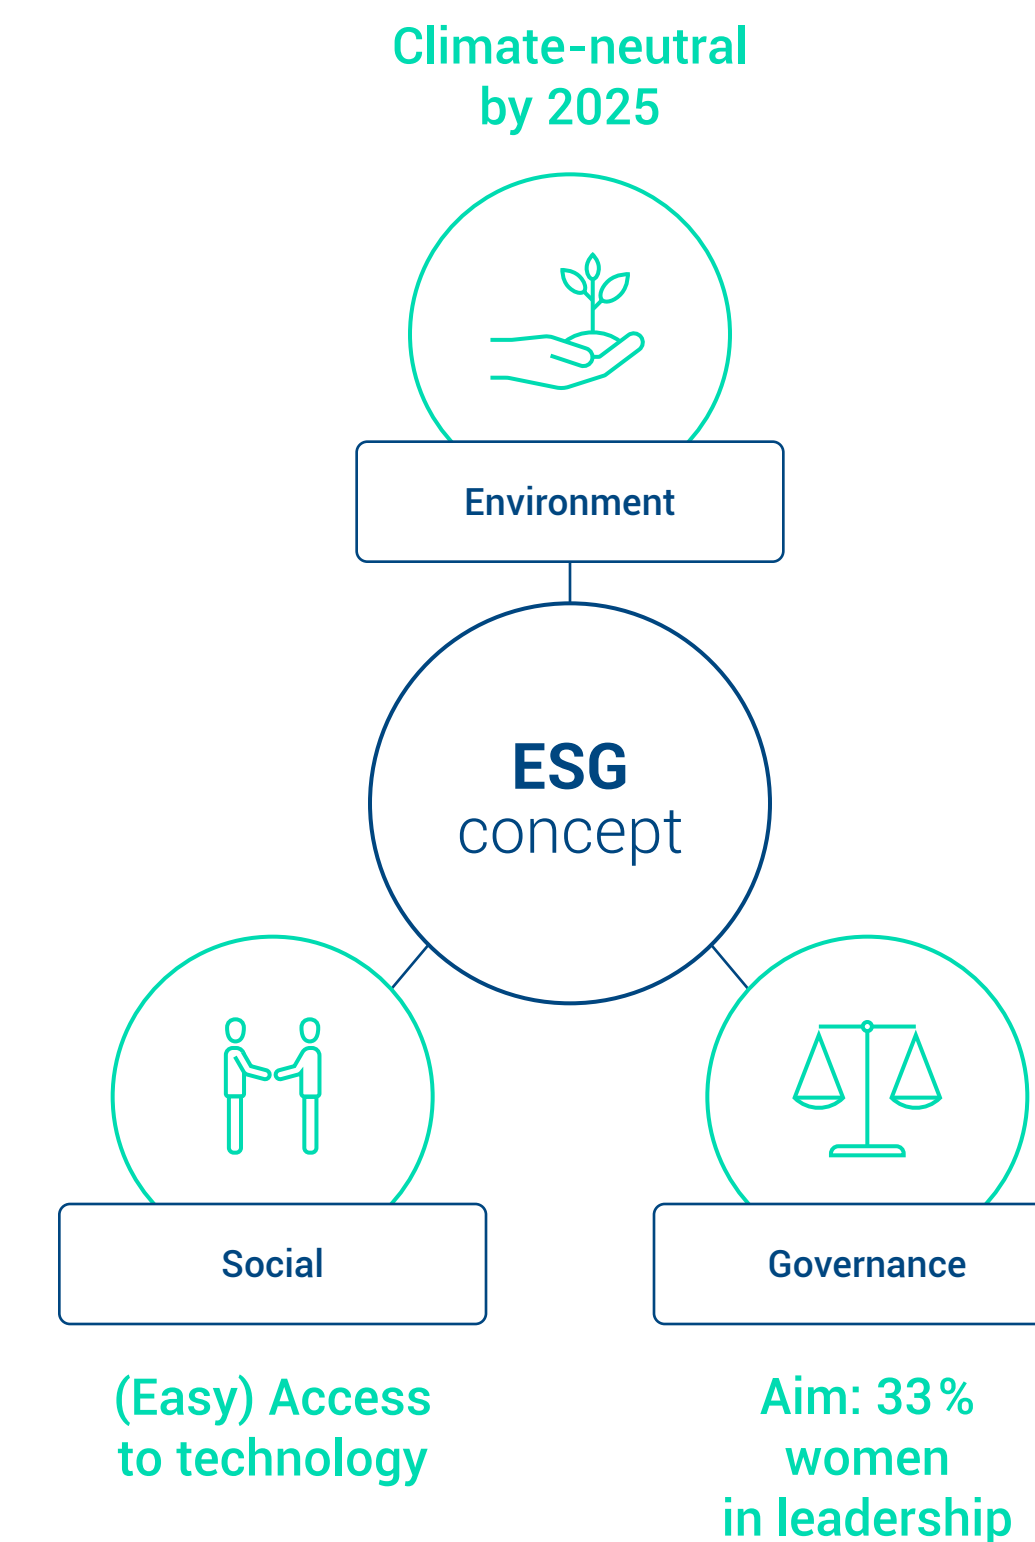 Climate-neutral
by 2025
Environment
ESG
concept
Social
Governance
(Easy) Access
to technology
Aim: 33 %
women
in leadership